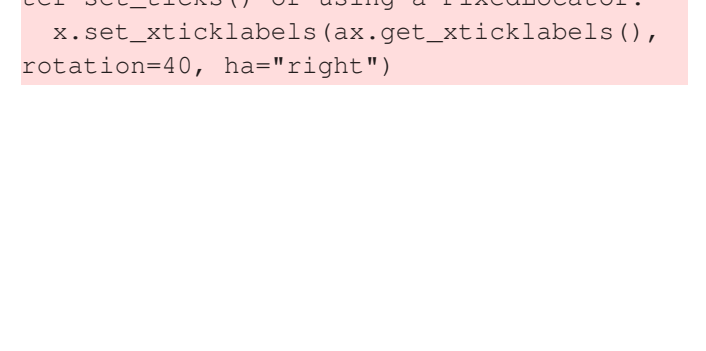 ter set_ticks() or using a FixedLocator.
  x.set_xticklabels(ax.get_xticklabels(),
rotation=40, ha="right")